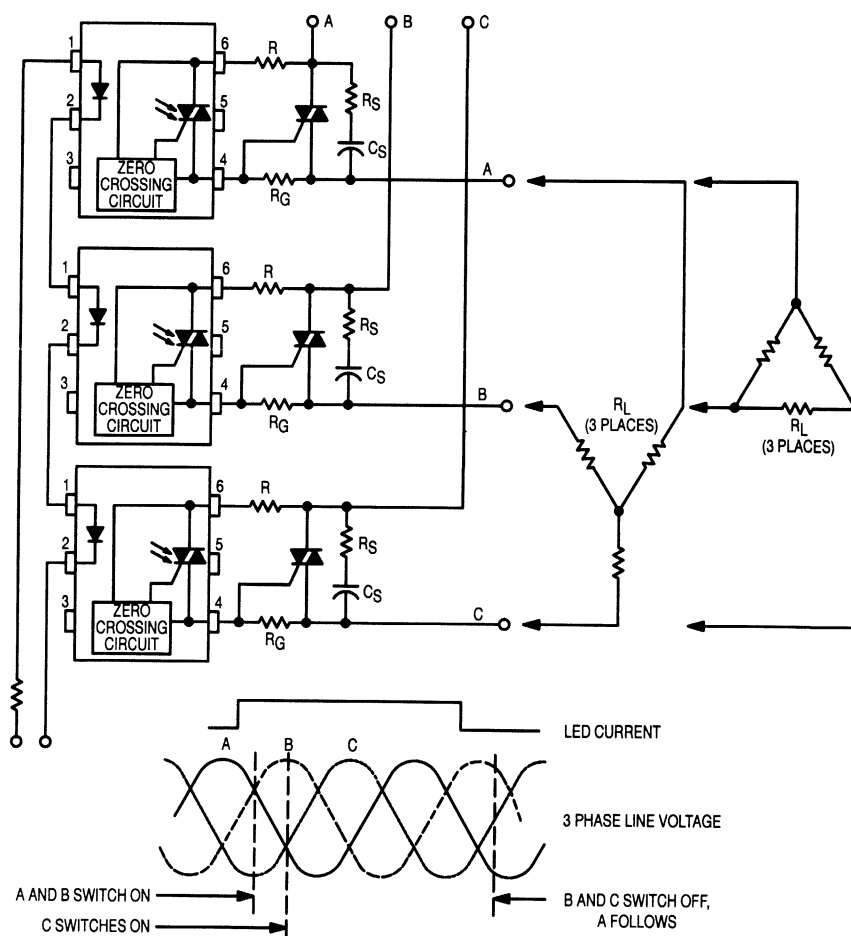 A
B
C
1
6
R
2
5
RS
3
ZERO
CROSSING
CIRCUIT
4
CS
RG
A
1
6
R
2
5
RS
3
ZERO
CROSSING
CIRCUIT
4
CS
RG
B
RL
(3 PLACES)
RL
(3 PLACES)
1
6
R
2
5
RS
3
ZERO
CROSSING
CIRCUIT
4
CS
RG
C
LED CURRENT
A
B
C
3 PHASE LINE VOLTAGE
A AND B SWITCH ON
C SWITCHES ON
B AND C SWITCH OFF,
A FOLLOWS